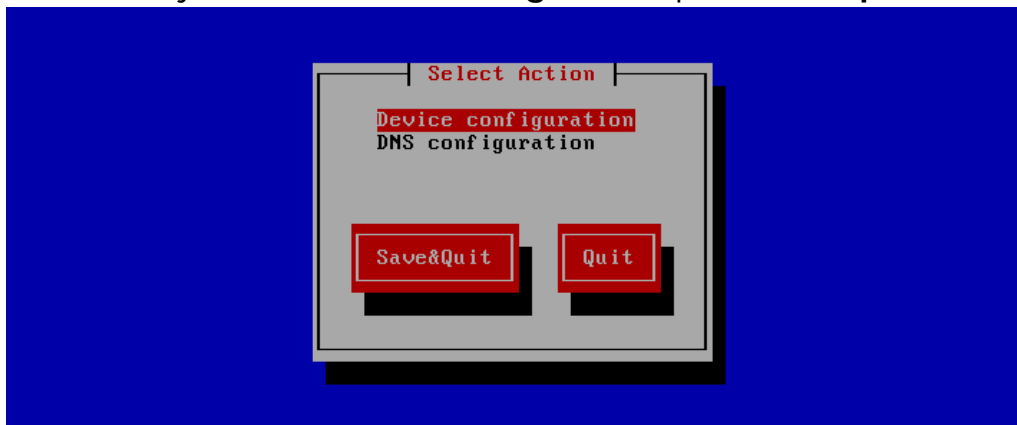 Select Action
Device configuration
DNS configuration
Save&Quit Quit